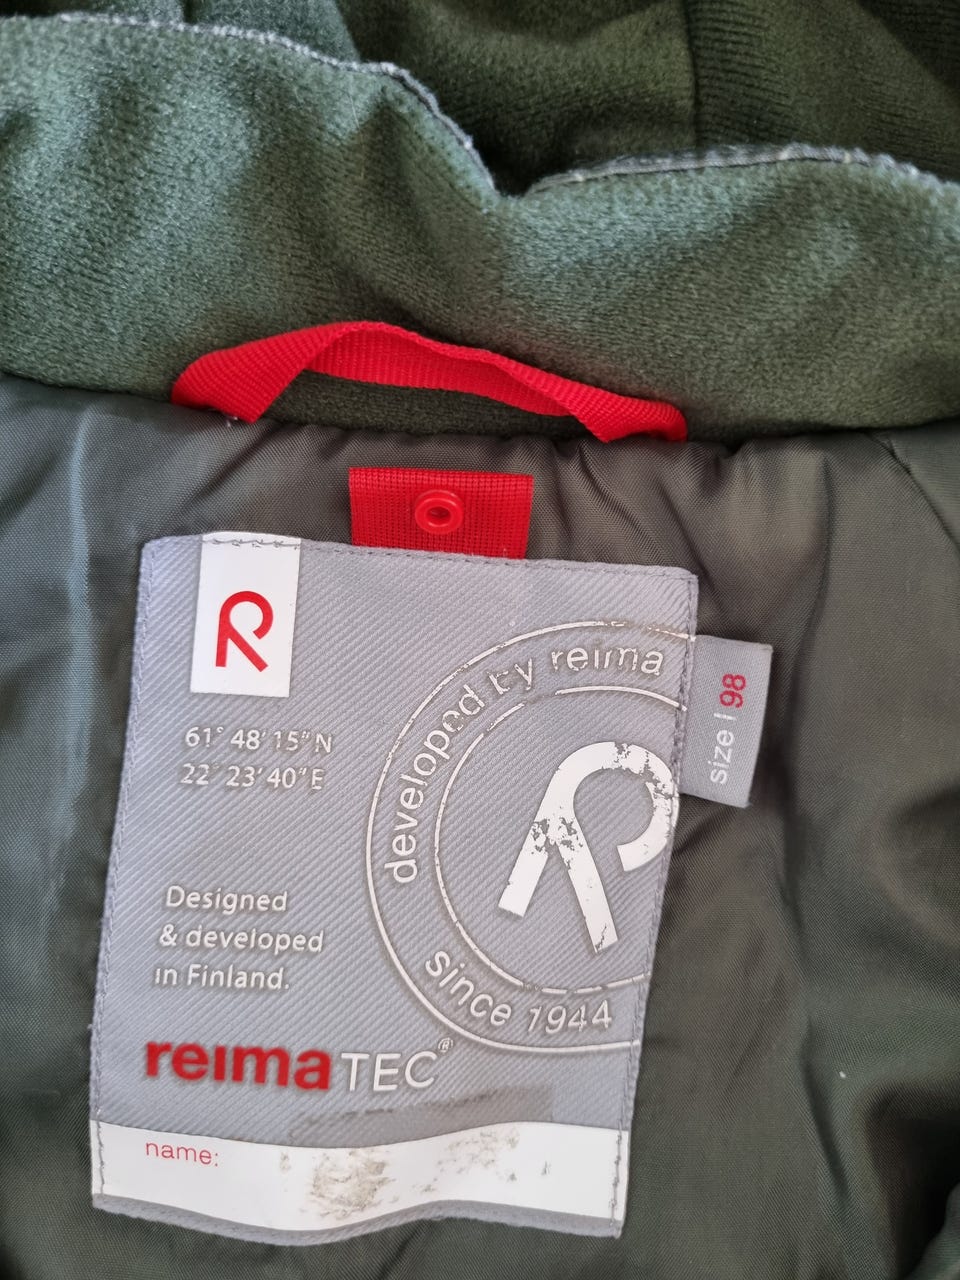 R
61° 48' 15" N
22° 23' 40" E
developed by reima
since 1944
size | 98
Designed
& developed
in Finland.
reimaTEC®
name: